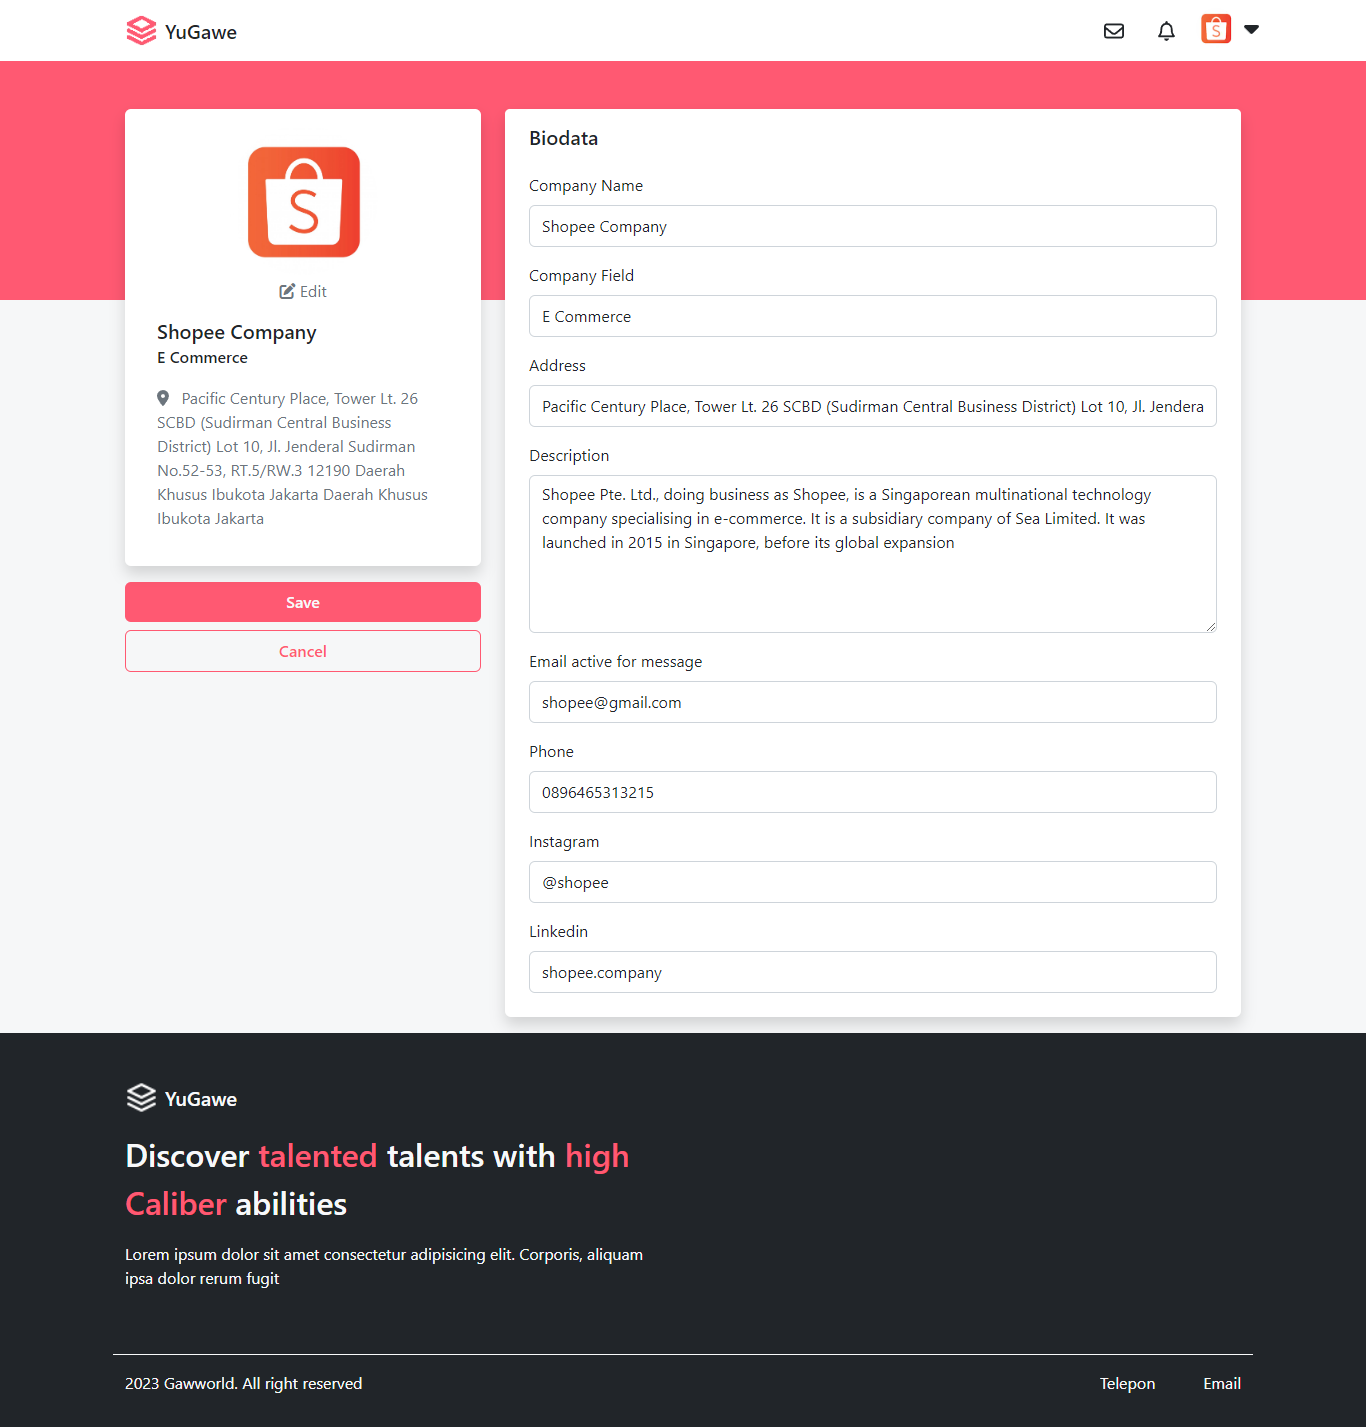 YuGawe
S
S
Edit
Shopee Company
E Commerce
Pacific Century Place, Tower Lt. 26
SCBD (Sudirman Central Business
District) Lot 10, Jl. Jenderal Sudirman
No.52-53, RT.5/RW.3 12190 Daerah
Khusus Ibukota Jakarta Daerah Khusus
Ibukota Jakarta
Save
Cancel
Biodata
Company Name
Shopee Company
Company Field
E Commerce
Address
Pacific Century Place, Tower Lt. 26 SCBD (Sudirman Central Business District) Lot 10, Jl. Jendera
Description
Shopee Pte. Ltd., doing business as Shopee, is a Singaporean multinational technology
company specialising in e-commerce. It is a subsidiary company of Sea Limited. It was
launched in 2015 in Singapore, before its global expansion
Email active for message
shopee@gmail.com
Phone
0896465313215
Instagram
@shopee
Linkedin
shopee.company
YuGawe
Discover talented talents with high
Caliber abilities
Lorem ipsum dolor sit amet consectetur adipisicing elit. Corporis, aliquam
ipsa dolor rerum fugit
2023 Gawworld. All right reserved
Telepon
Email